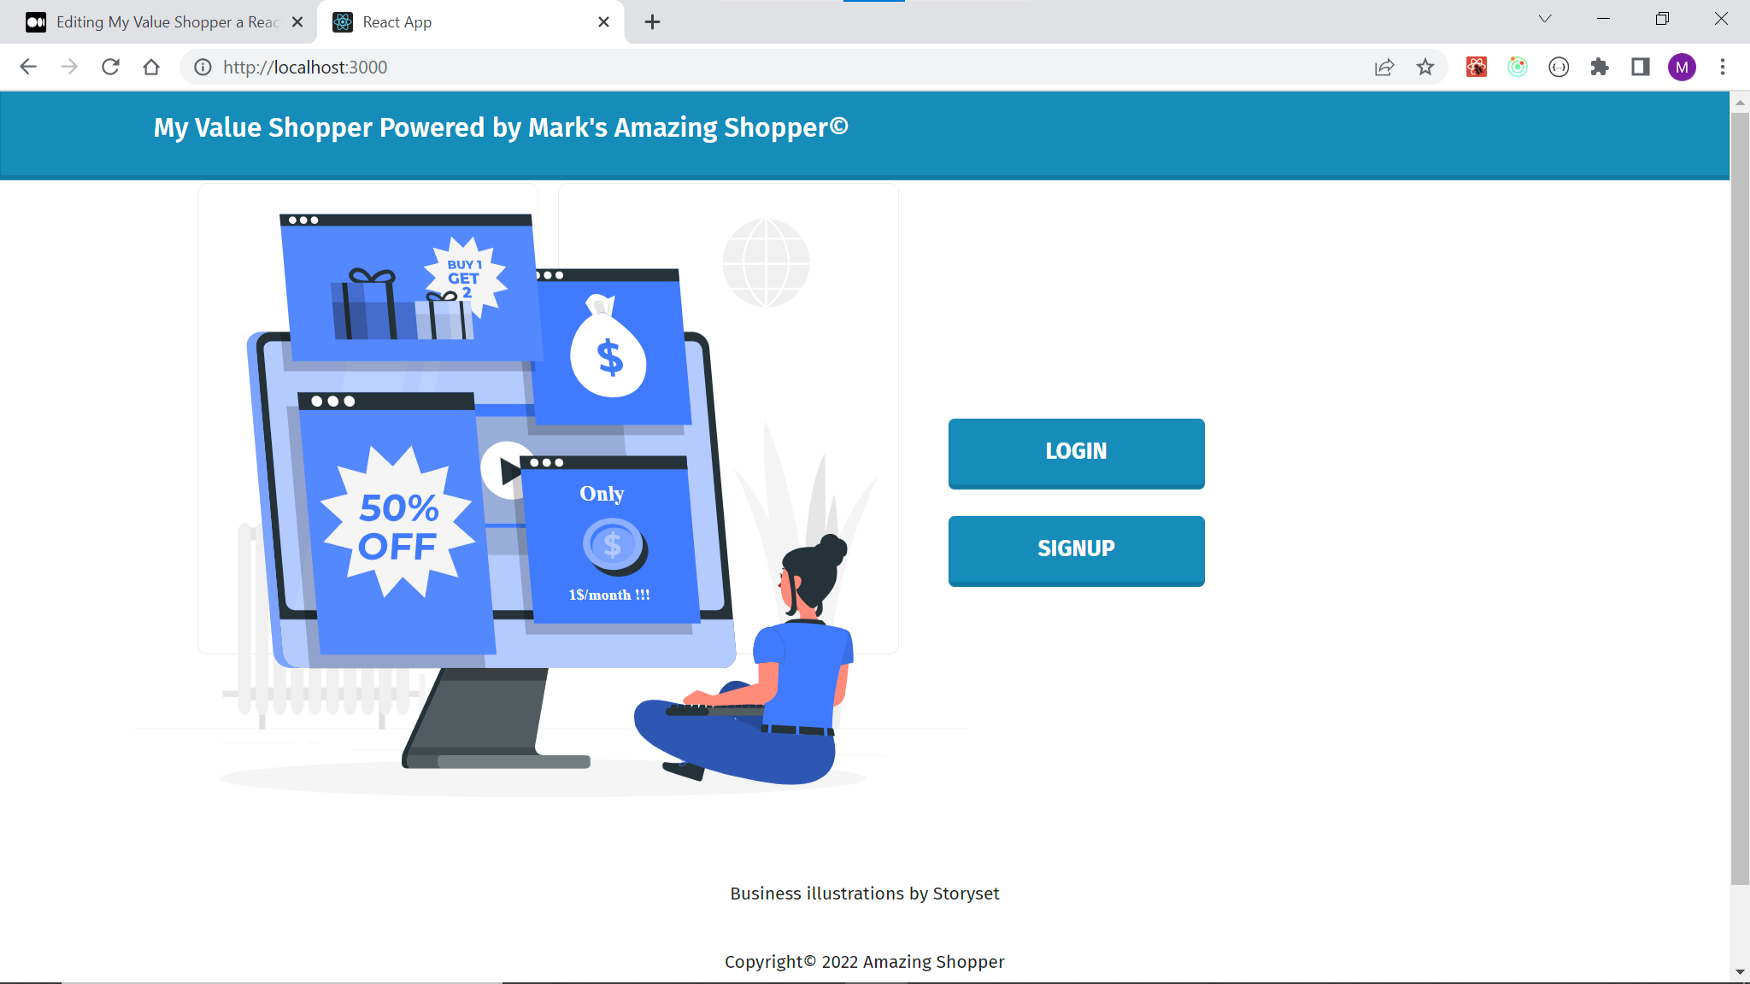 Editing My Value Shopper a Reac
React App
http://localhost:3000
M
My Value Shopper Powered by Mark's Amazing Shopper©
BUY 1
GET
2
$
50%
OFF
Only
$
1$/month !!!
LOGIN
SIGNUP
Business illustrations by Storyset
Copyright© 2022 Amazing Shopper